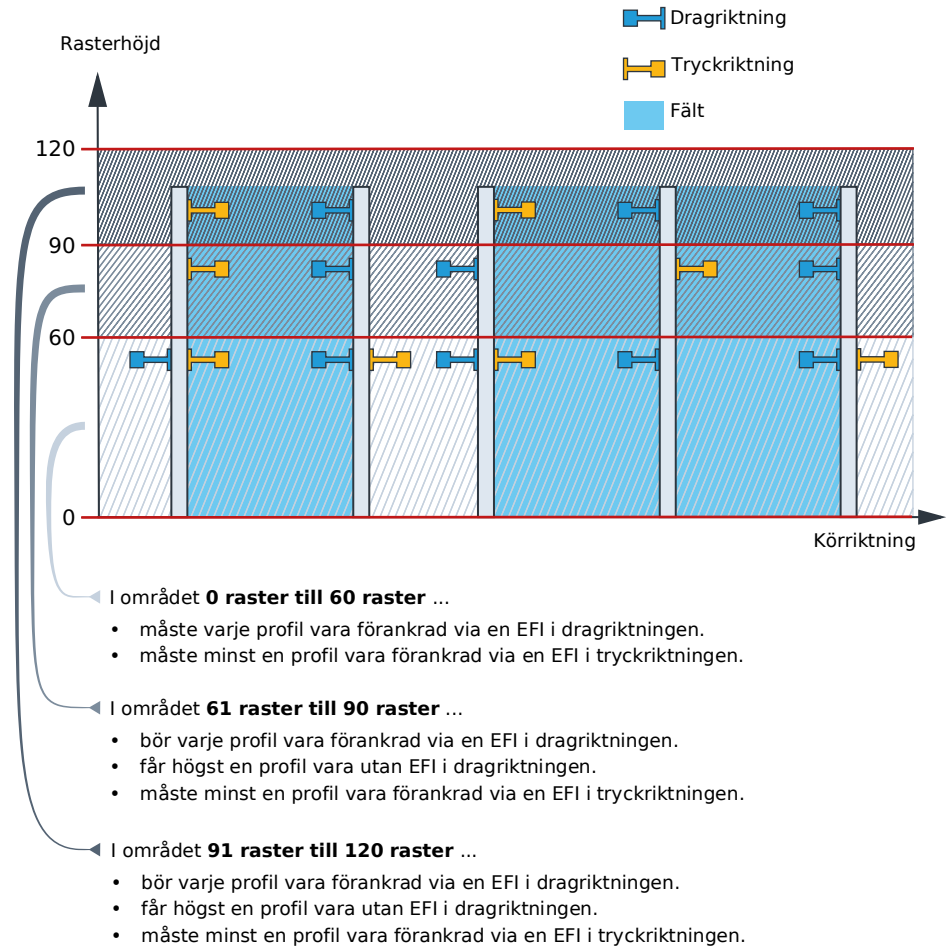 Dragriktning
Rasterhöjd
Tryckriktning
Fält
120
90
60
0
Körriktning
I området 0 raster till 60 raster ...
• måste varje profil vara förankrad via en EFI i dragriktningen.
• måste minst en profil vara förankrad via en EFI i tryckriktningen.
I området 61 raster till 90 raster ...
• bör varje profil vara förankrad via en EFI i dragriktningen.
• får högst en profil vara utan EFI i dragriktningen.
• måste minst en profil vara förankrad via en EFI i tryckriktningen.
I området 91 raster till 120 raster ...
• bör varje profil vara förankrad via en EFI i dragriktningen.
• får högst en profil vara utan EFI i dragriktningen.
• måste minst en profil vara förankrad via en EFI i tryckriktningen.